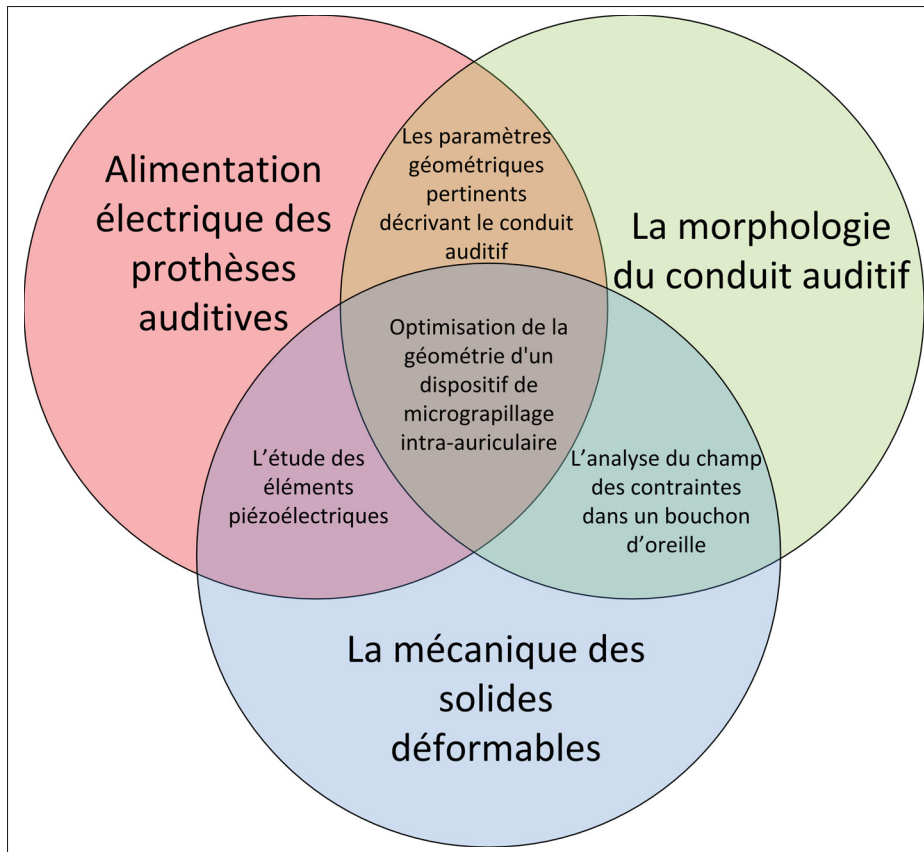 Alimentation
électrique des
prothèses
auditives
Les paramètres
géométriques
pertinents
décrivant le conduit
auditif
La morphologie
du conduit auditif
Optimisation de la
géométrie d'un
dispositif de
micrograpillage
intra-auriculaire
L’étude des
éléments
piézoélectriques
L’analyse du champ
des contraintes
dans un bouchon
d’oreille
La mécanique des
solides
déformables